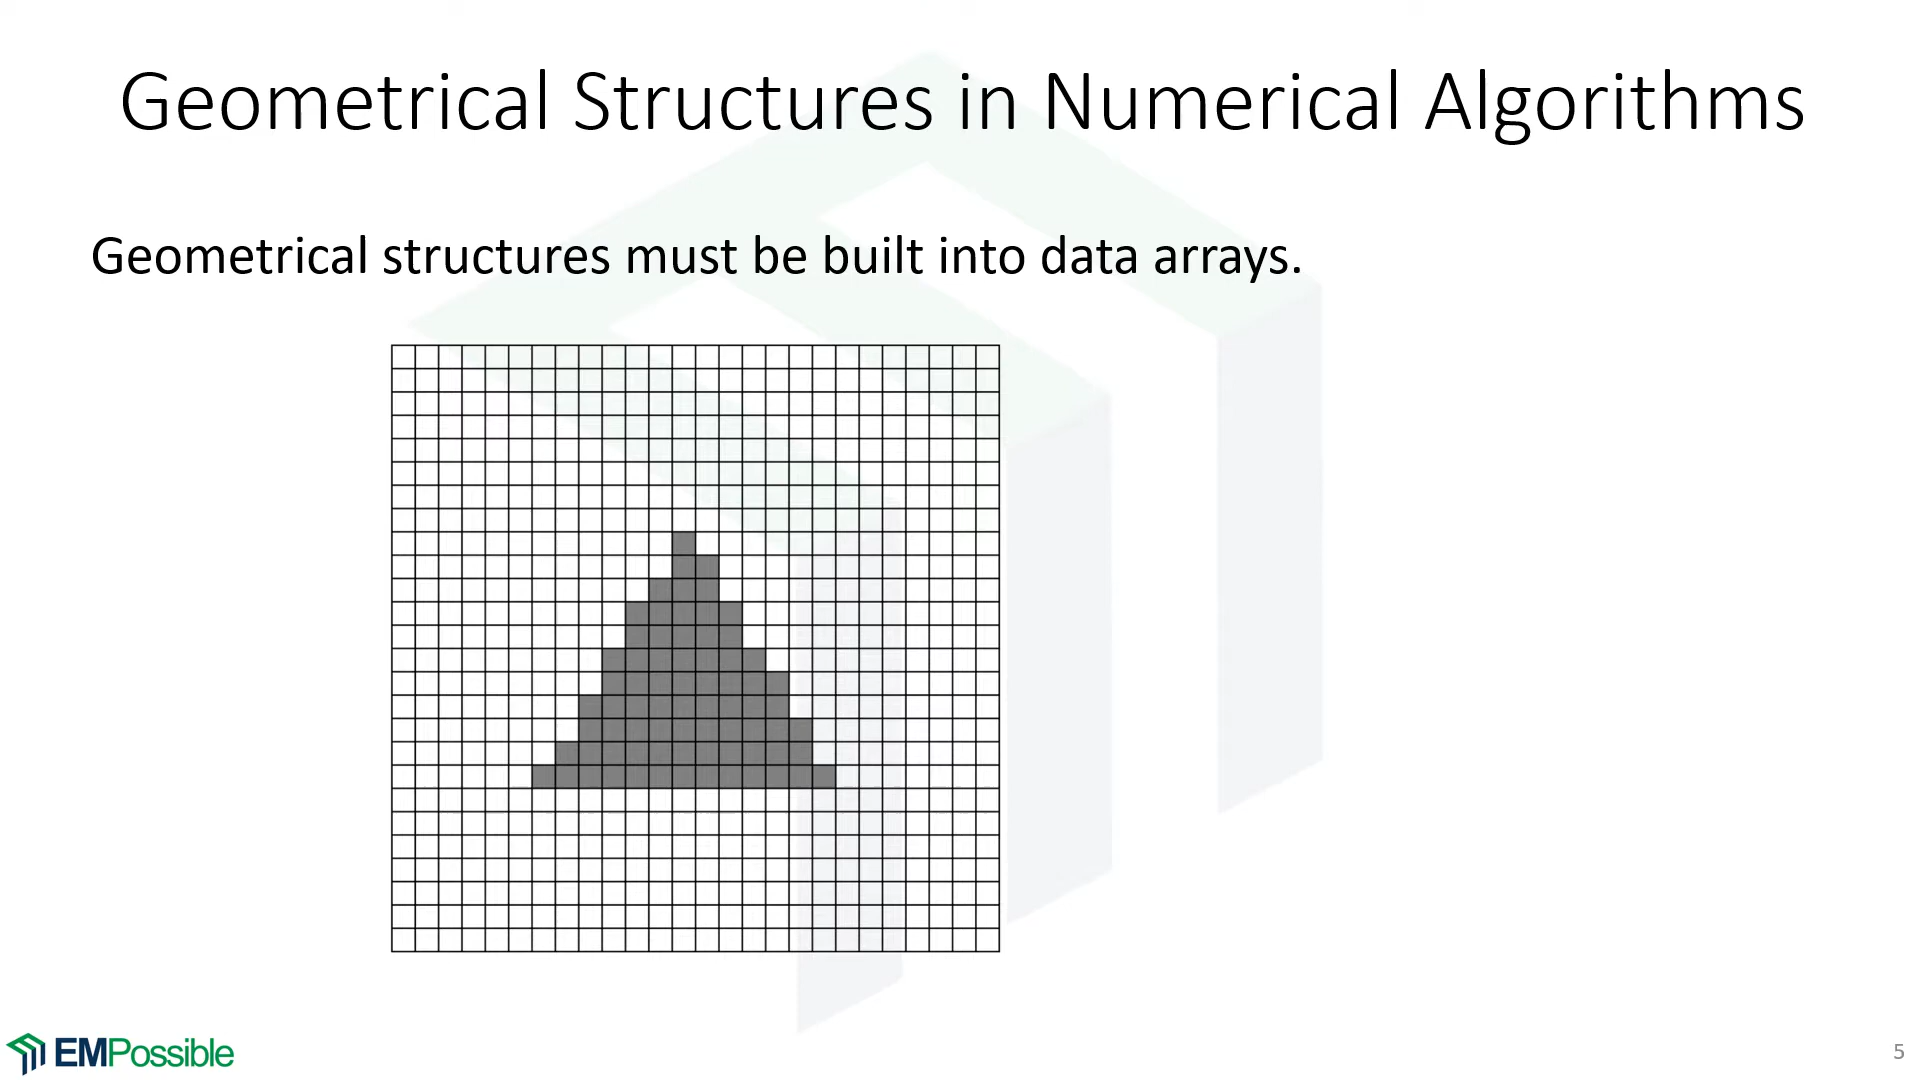 Geometrical Structures in Numerical Algorithms
Geometrical structures must be built into data arrays.
EMPossible
5